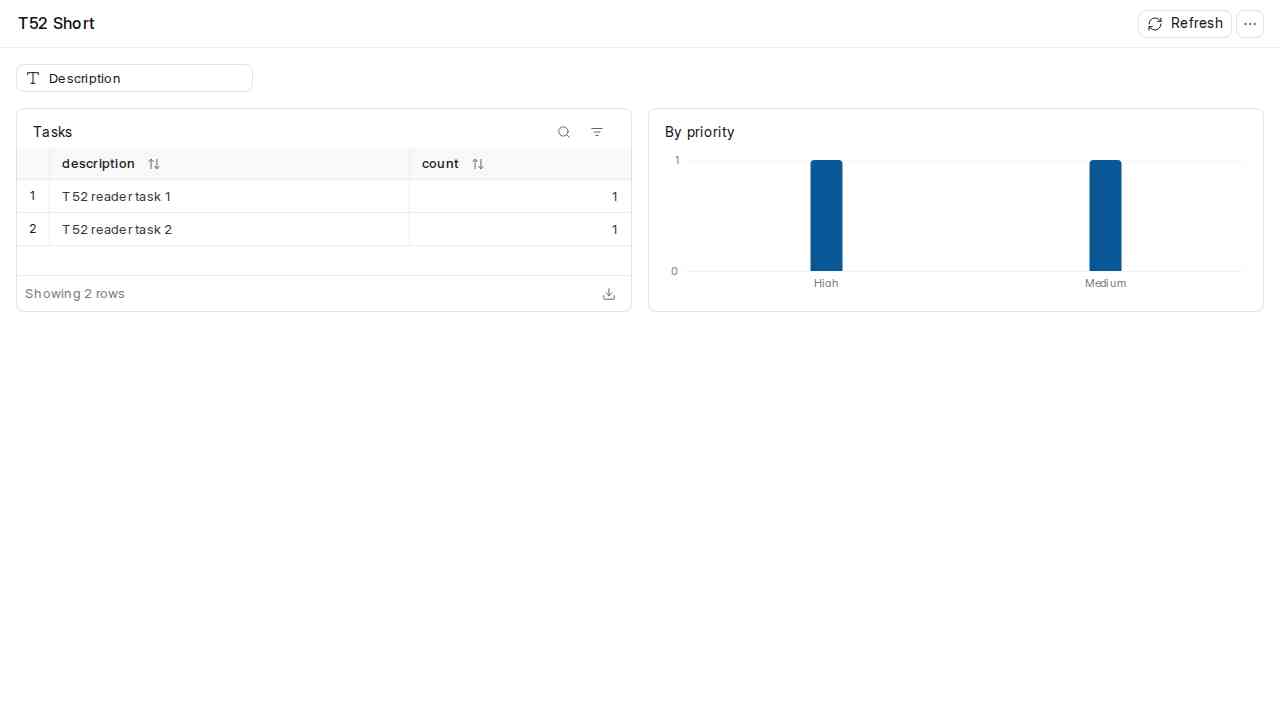 T52 Short
Refresh
Description
Tasks
description
count
1
T52 reader task 1
1
2
T52 reader task 2
1
Showing 2 rows
By priority
1
0
High
Medium